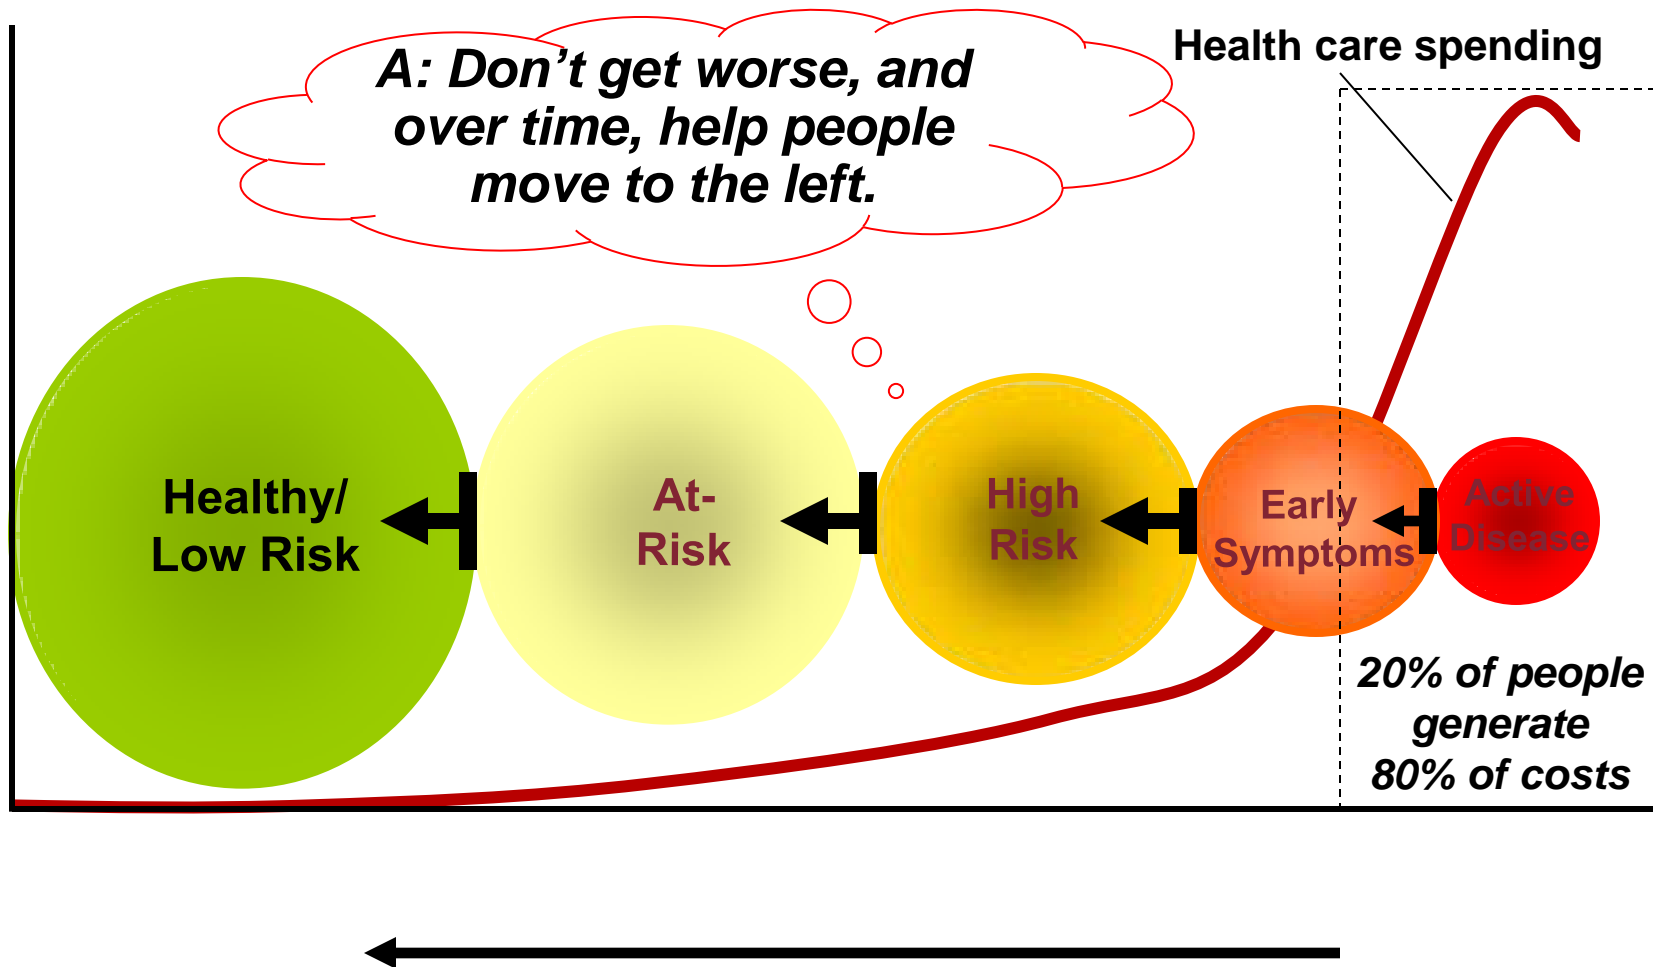 Health care spending
A: Don’t get worse, and
over time, help people
move to the left.
Healthy/
Low Risk
At-
Risk
High
Risk
Early
Symptoms
Active
Disease
20% of people
generate
80% of costs